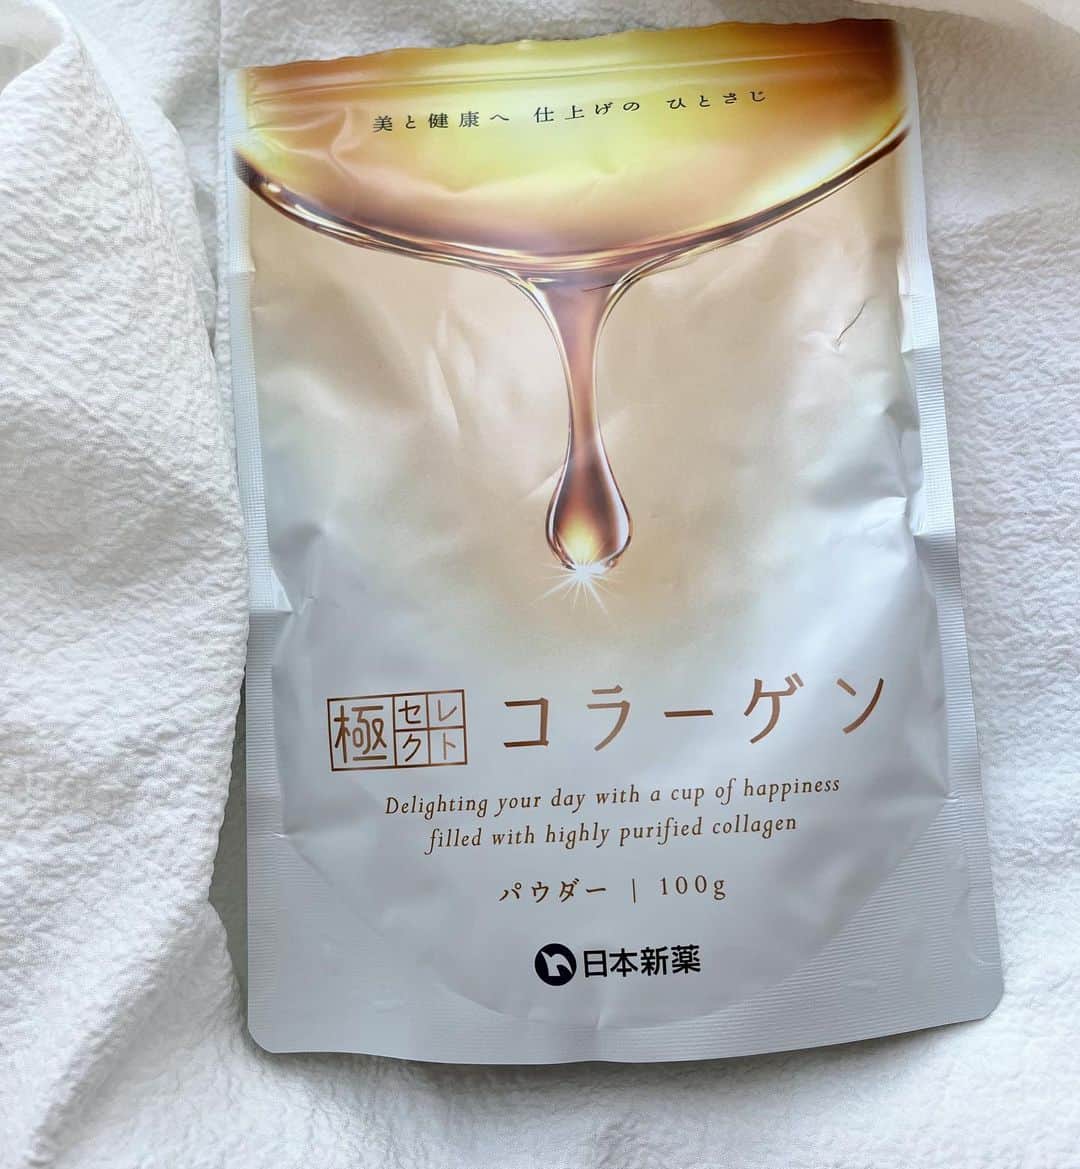 美と健康へ 仕上げの ひとさじ
極セレクト コラーゲン
Delighting your day with a cup of happiness
filled with highly purified collagen
パウダー | 100g
日本新薬